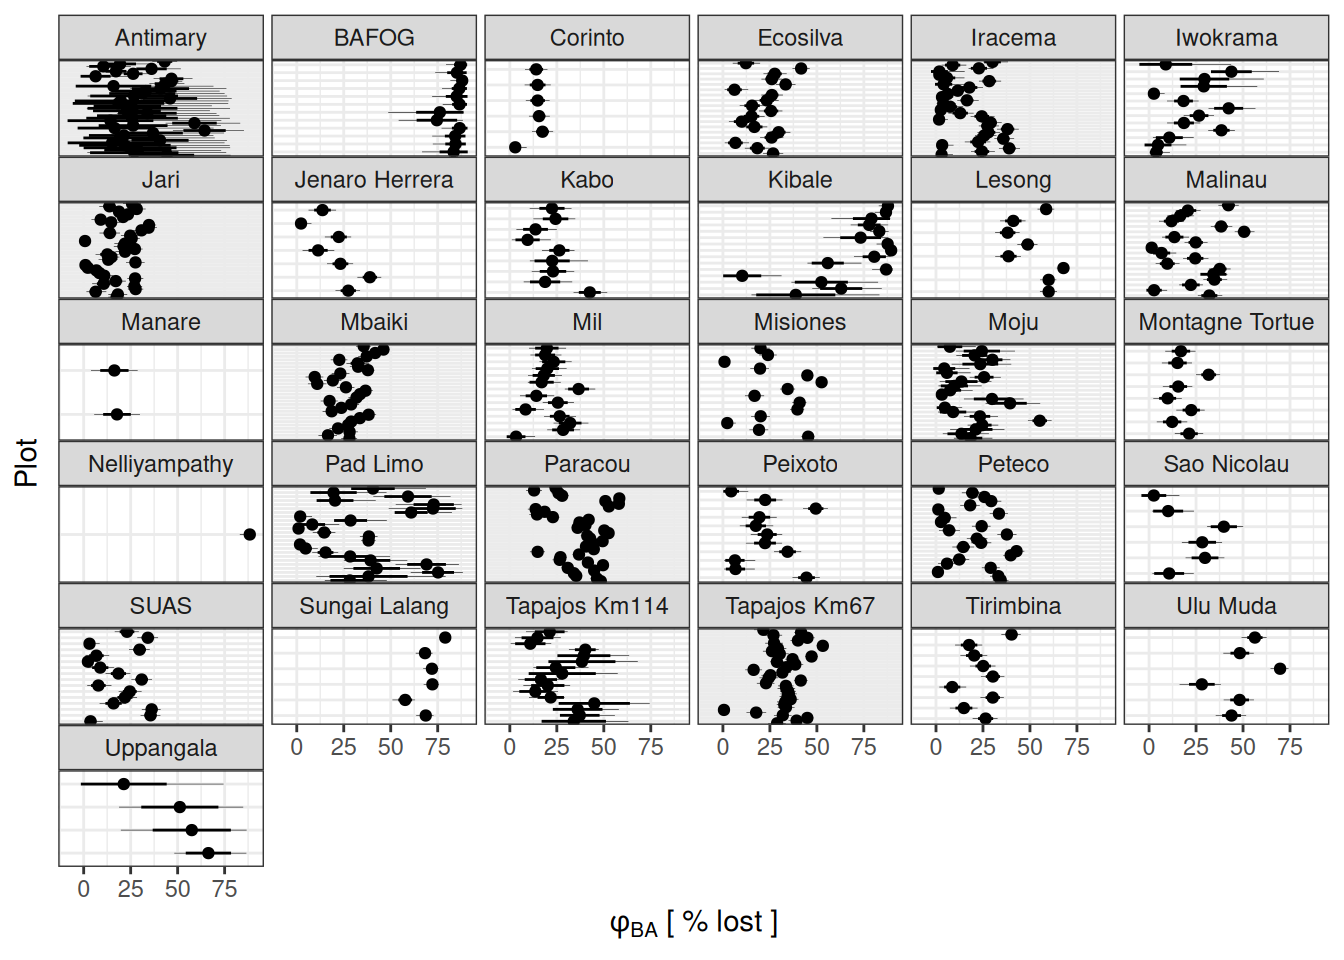 Antimary BAFOG Corinto Ecosilva Iracema Iwokrama
Jari Jenaro Herrera Kabo Kibale Lesong Malinau
Manare Mbaiki Mil Misiones Moju Montagne Tortue
Plot
Nelliyampathy Pad Limo Paracou Peixoto Peteco Sao Nicolau
SUAS Sungai Lalang Tapajos Km114 Tapajos Km67 Tirimbina Ulu Muda
Uppangala
0 25 50 75 0 25 50 75 0 25 50 75 0 25 50 75 0 25 50 75
0 25 50 75
φBA [ % lost ]